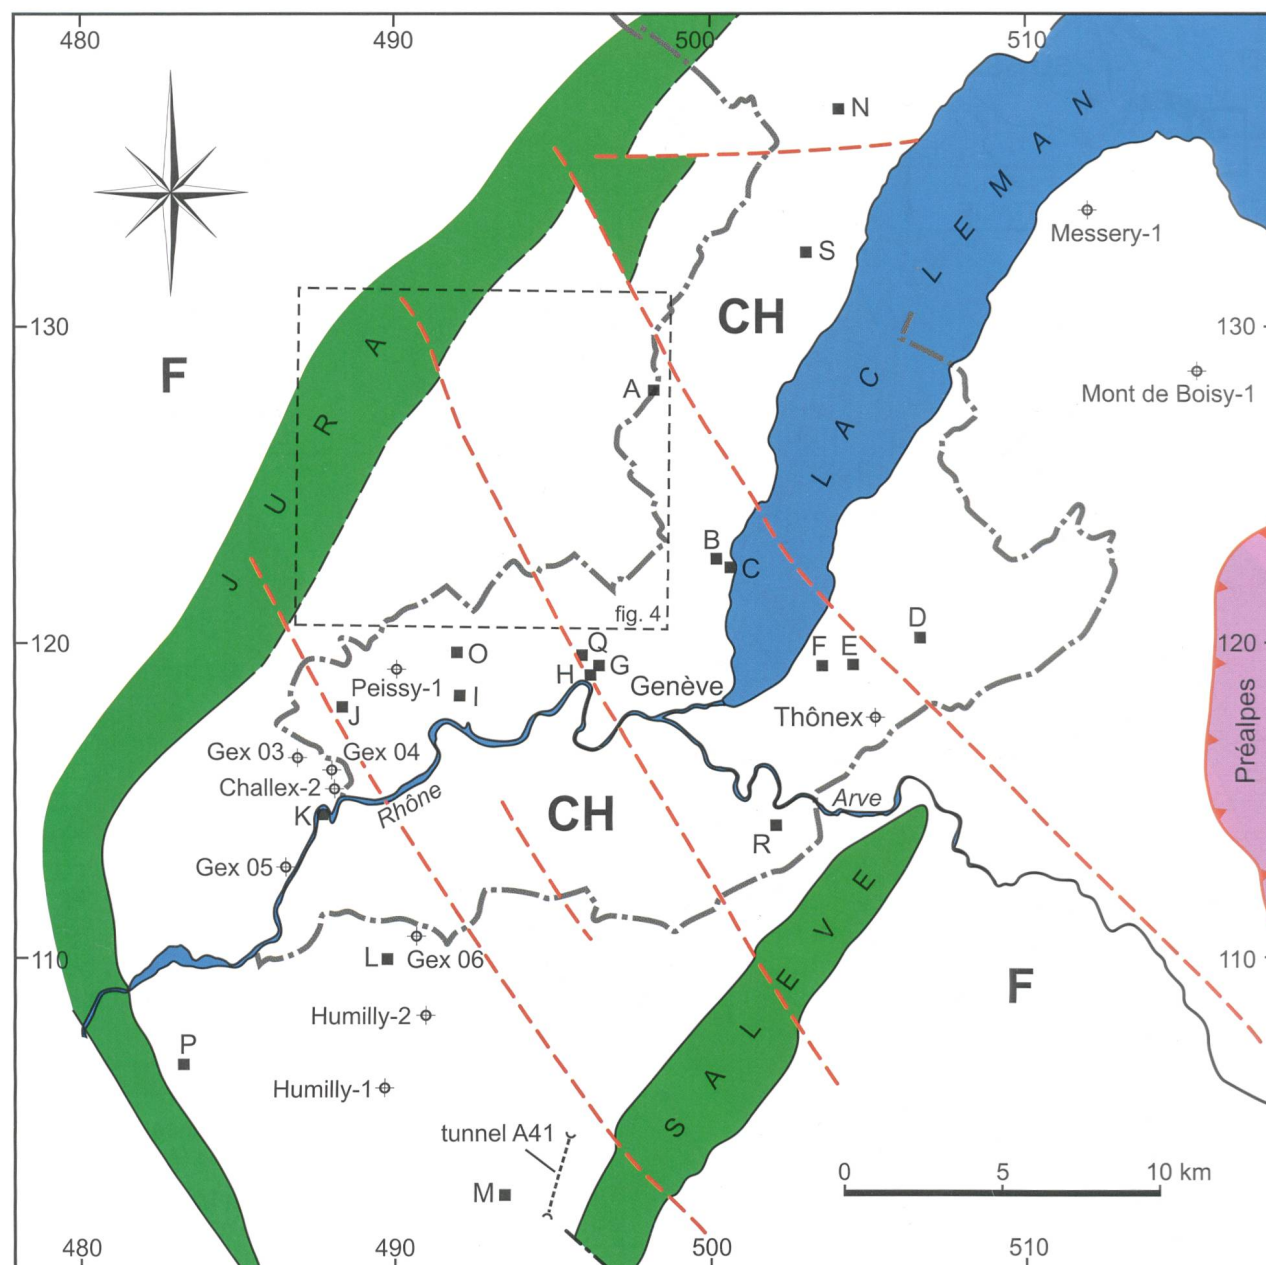 480 490 500 510
N
S
Messery-1
130
CH
130
F
A
Mont de Boisy-1
JURA
LAC LEMAN
B
C
fig. 4
120
O
Q
G
H
Genève
F
E
D
120
Peissy-1
I
J
Thônex
Gex 03
Gex 04
Challex-2
K
Rhône
CH
Arve
R
Préalpes
Gex 05
SALEVE
110
L
Gex 06
F
110
Humilly-2
P
Humilly-1
tunnel A41
M
0 5 10 km
480 490 500 510